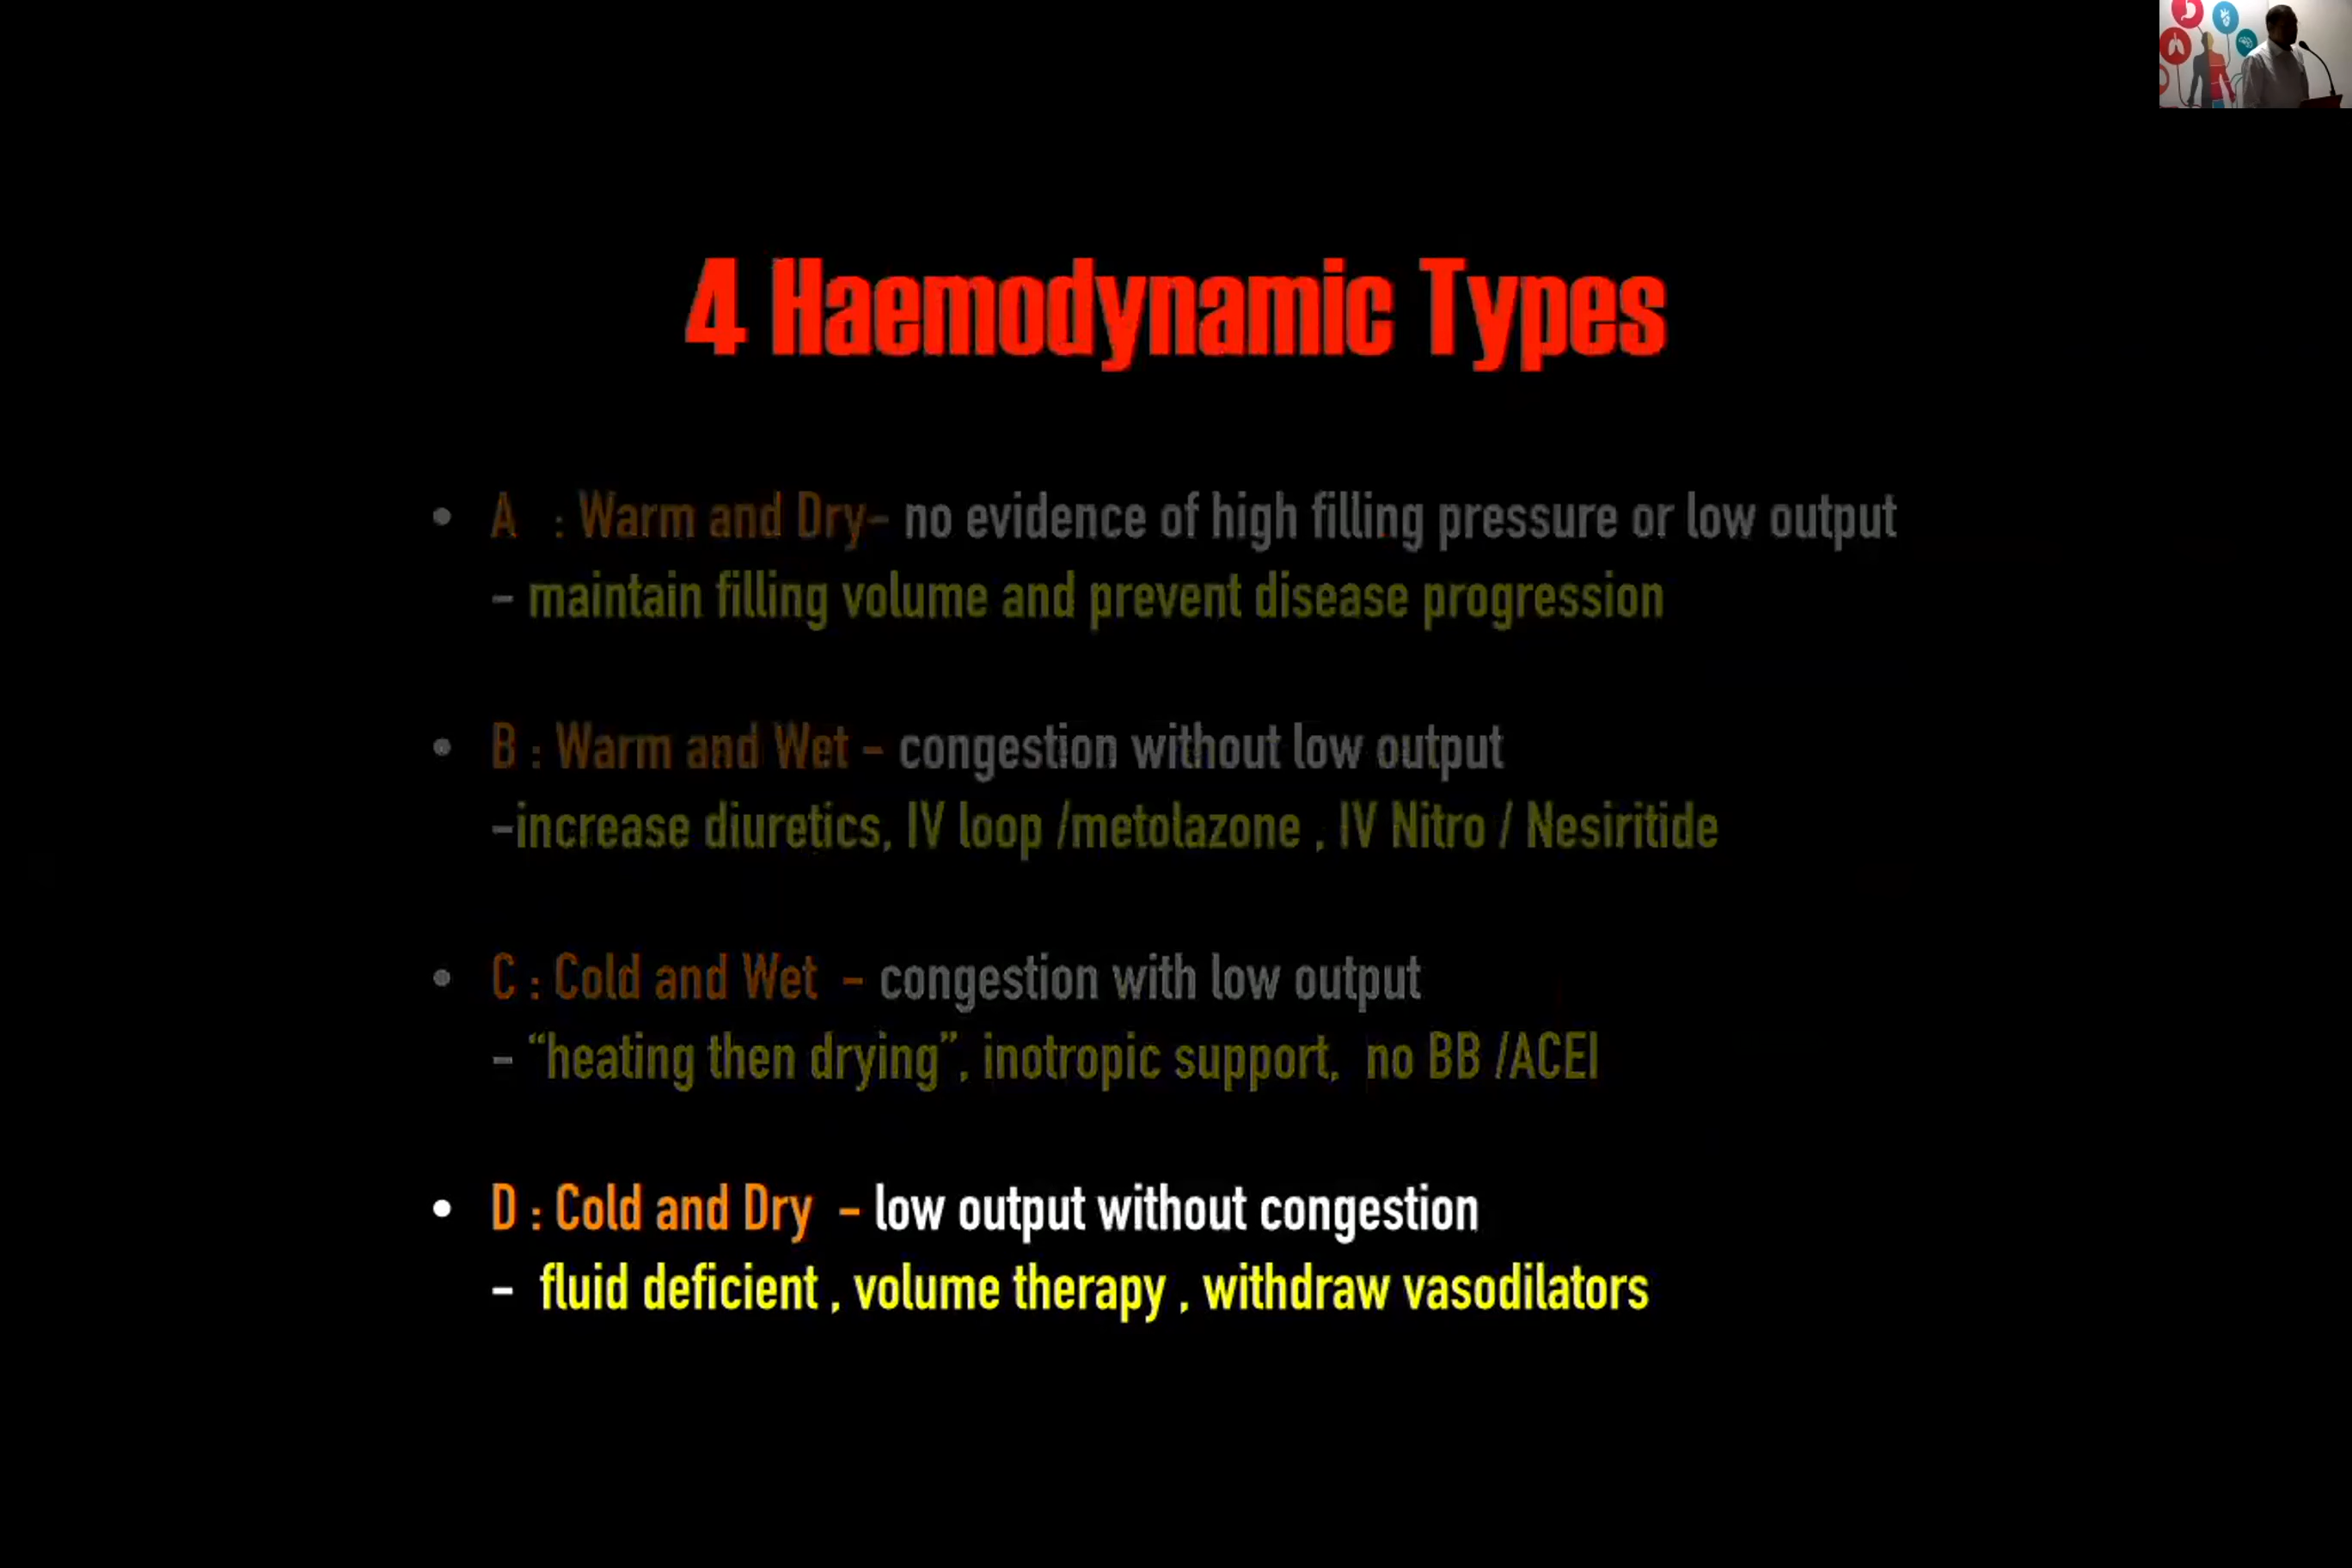 4 Haemodynamic Types
• A : Warm and Dry– no evidence of high filling pressure or low output
– maintain filling volume and prevent disease progression
• B : Warm and Wet – congestion without low output
–increase diuretics, IV loop /metolazone , IV Nitro / Nesiritide
• C : Cold and Wet – congestion with low output
– “heating then drying”, inotropic support, no BB /ACEI
• D : Cold and Dry – low output without congestion
– fluid deficient , volume therapy , withdraw vasodilators